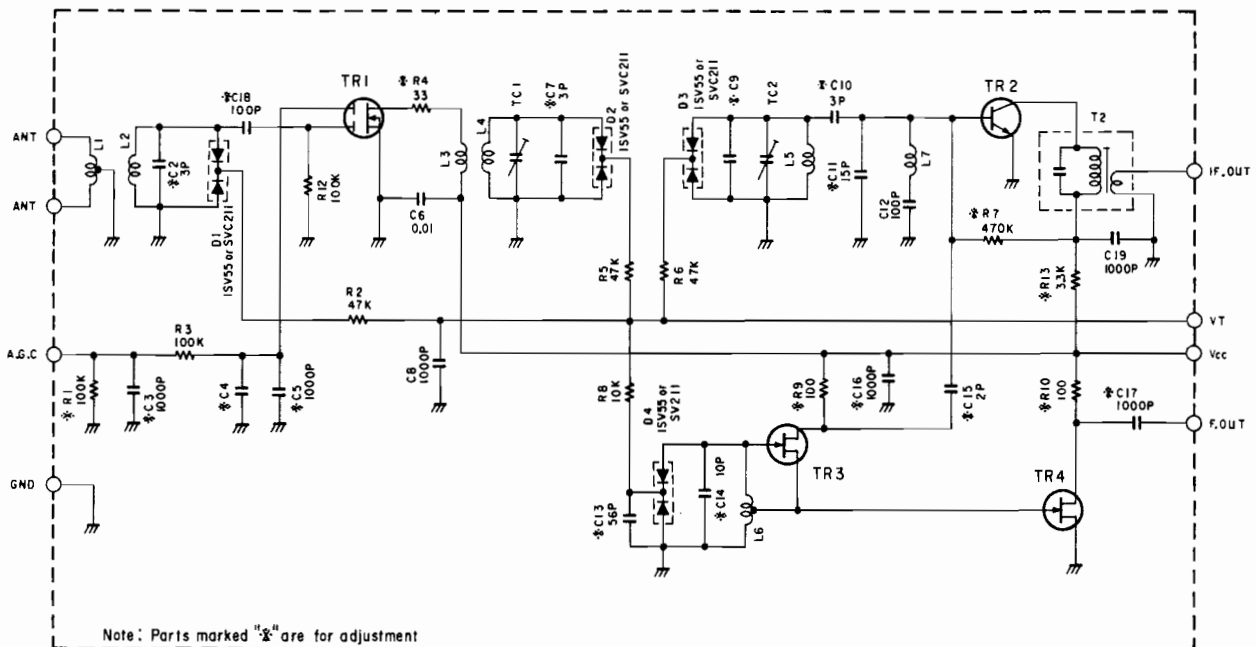 ANT
ANT
L1
L2
※C2
3P
※C18
100P
D1
ISV55 or SVC211
TR1
R12
100K
※R4
33
C6
0.01
L3
L4
TC1
※C7
3P
D2
ISV55 or SVC211
D3
ISV55 or
SVC211
※C9
TC2
L5
※C10
3P
※C11
15P
L7
C12
100P
TR2
T2
IF.OUT
※R7
470K
C19
1000P
※R13
3.3K
R5
47K
R6
47K
R2
47K
VT
A.G.C
R3
100K
※R1
100K
※C3
1000P
※C4
※C5
1000P
C8
1000P
Vcc
R8
10K
※R9
100
※C16
1000P
※C15
2P
※R10
100
※C17
1000P
F.OUT
D4
ISV55 or
SV211
※C13
56P
※C14
10P
L6
TR3
TR4
GND
Note: Parts marked "※" are for adjustment